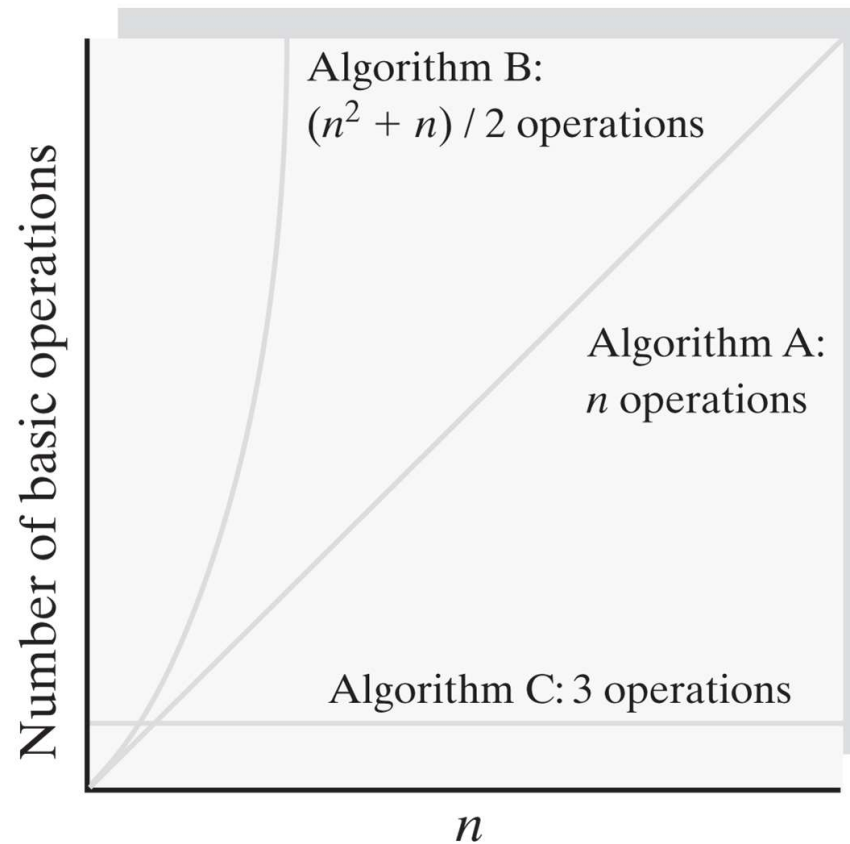 Algorithm B:
(n² + n) / 2 operations
Number of basic operations
Algorithm A:
n operations
Algorithm C: 3 operations
n